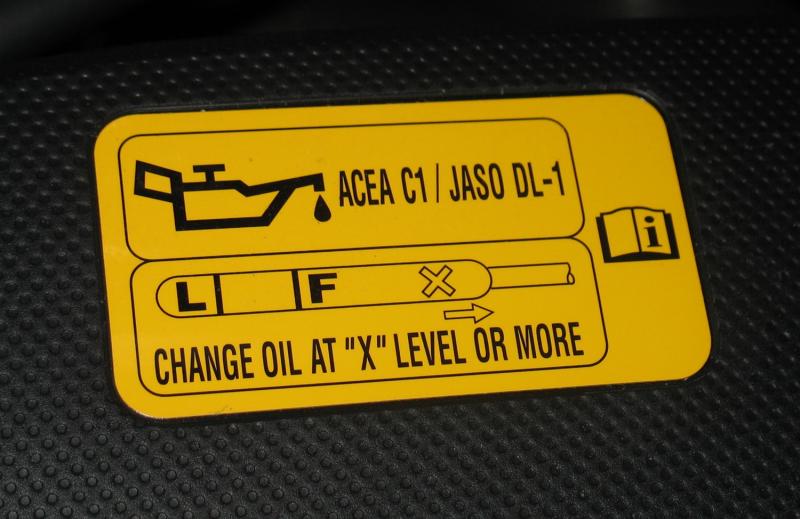 ACEA C1 / JASO DL-1
i
L F X
CHANGE OIL AT "X" LEVEL OR MORE